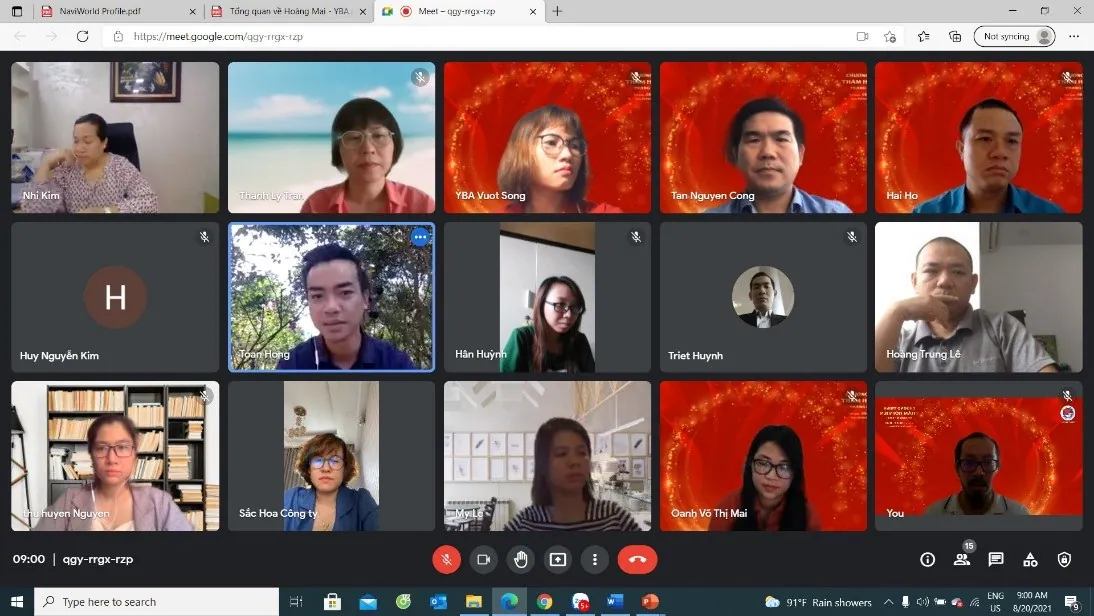 NaviWorld Profile.pdf
Tổng quan về Hoàng Mai - YBA
Meet – qgy-rrgx-rzp
https://meet.google.com/qgy-rrgx-rzp
Not syncing
Nhi Kim
Thanh Ly Tran
YBA Vuot Song
Tan Nguyen Cong
Hai Ho
H
Huy Nguyễn Kim
Toan Hong
Hân Huỳnh
Triet Huynh
Hoàng Trung Lê
thu huyen Nguyen
Sắc Hoa Công ty
My Le
Oanh Võ Thị Mai
You
09:00 | qgy-rrgx-rzp
15
Type here to search
91°F Rain showers
ENG
US
9:00 AM
8/20/2021